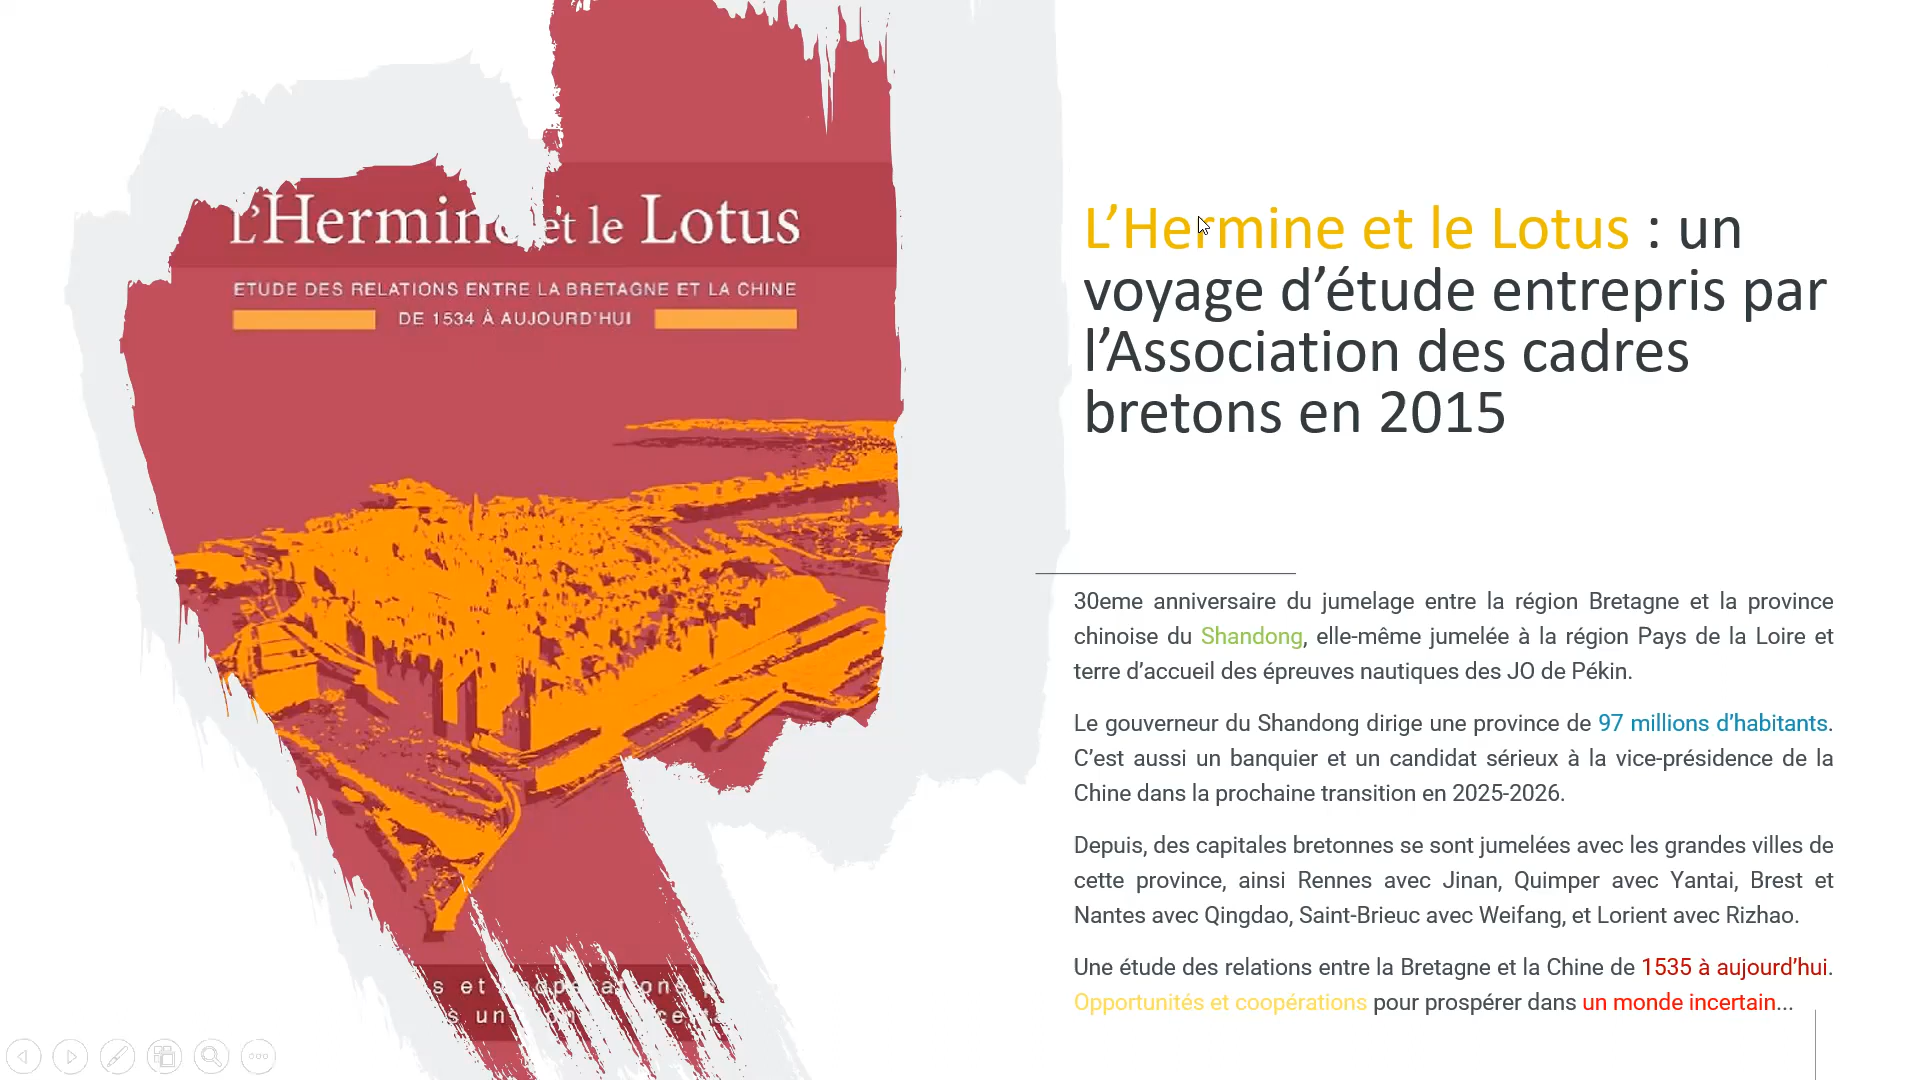 L'Hermine et le Lotus
ETUDE DES RELATIONS ENTRE LA BRETAGNE ET LA CHINE
DE 1534 À AUJOURD'HUI
L’Hermine et le Lotus : un
voyage d’étude entrepris par
l’Association des cadres
bretons en 2015
30eme anniversaire du jumelage entre la région Bretagne et la province
chinoise du Shandong, elle-même jumelée à la région Pays de la Loire et
terre d’accueil des épreuves nautiques des JO de Pékin.
Le gouverneur du Shandong dirige une province de 97 millions d’habitants.
C’est aussi un banquier et un candidat sérieux à la vice-présidence de la
Chine dans la prochaine transition en 2025-2026.
Depuis, des capitales bretonnes se sont jumelées avec les grandes villes de
cette province, ainsi Rennes avec Jinan, Quimper avec Yantai, Brest et
Nantes avec Qingdao, Saint-Brieuc avec Weifang, et Lorient avec Rizhao.
Une étude des relations entre la Bretagne et la Chine de 1535 à aujourd’hui.
Opportunités et coopérations pour prospérer dans un monde incertain...